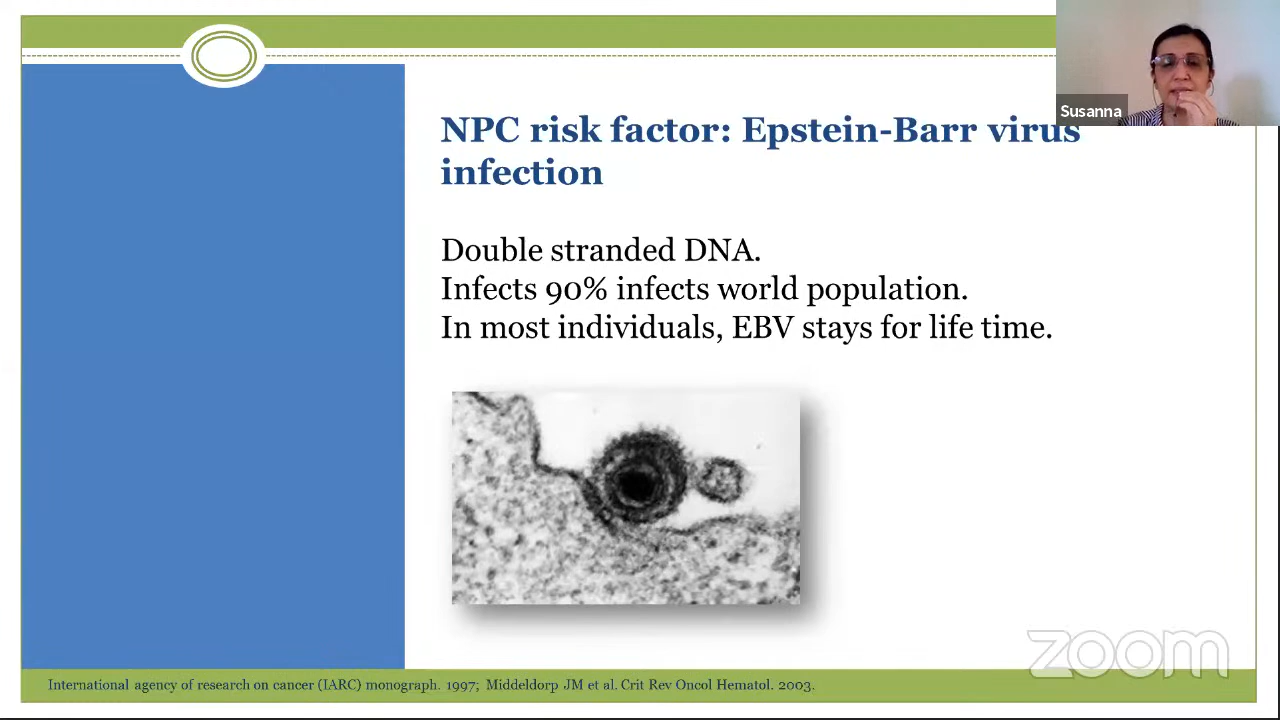 Susanna
NPC risk factor: Epstein-Barr virus
infection
Double stranded DNA.
Infects 90% infects world population.
In most individuals, EBV stays for life time.
zoom
International agency of research on cancer (IARC) monograph. 1997; Middeldorp JM et al. Crit Rev Oncol Hematol. 2003.